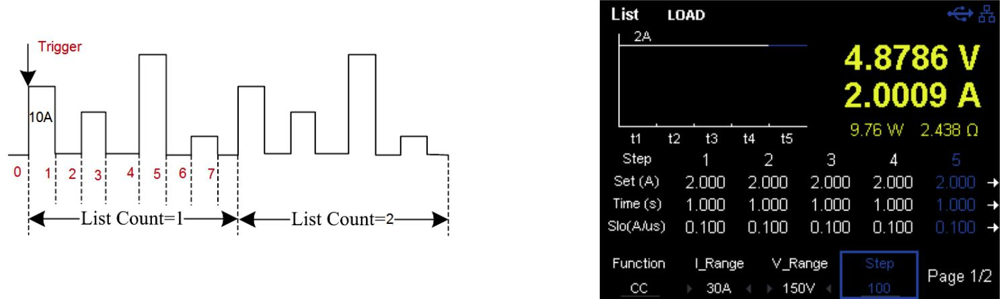 Trigger
10A
0 1 2 3 4 5 6 7
List Count=1 List Count=2
List LOAD
2A
4.8786 V
2.0009 A
9.76 W 2.438 Ω
t1 t2 t3 t4 t5
Step 1 2 3 4 5
Set (A) 2.000 2.000 2.000 2.000 2.000
Time (s) 1.000 1.000 1.000 1.000 1.000
Slo(A/us) 0.100 0.100 0.100 0.100 0.100
Function I_Range V_Range Step Page 1/2
CC 30A 150V 100